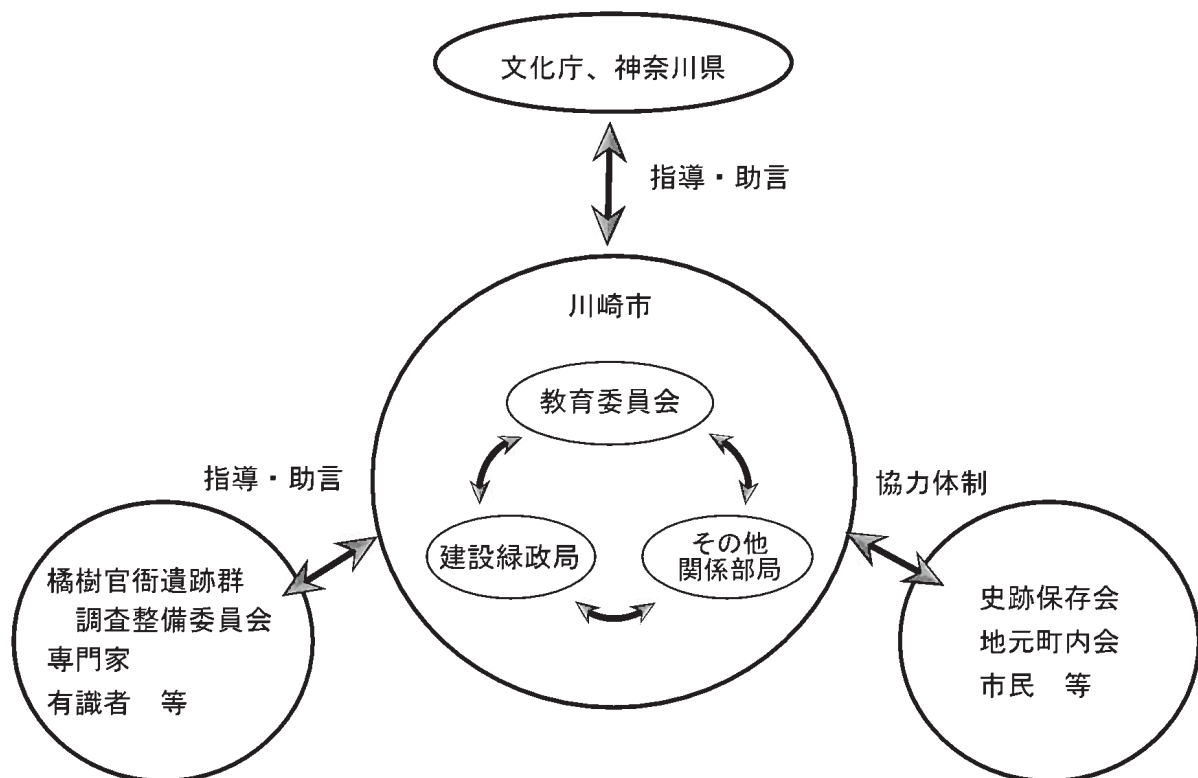 文化庁、神奈川県
指導・助言
川崎市
教育委員会
建設緑政局
その他
関係部局
指導・助言
橘樹官衙遺跡群
調査整備委員会
専門家
有識者　等
協力体制
史跡保存会
地元町内会
市民　等